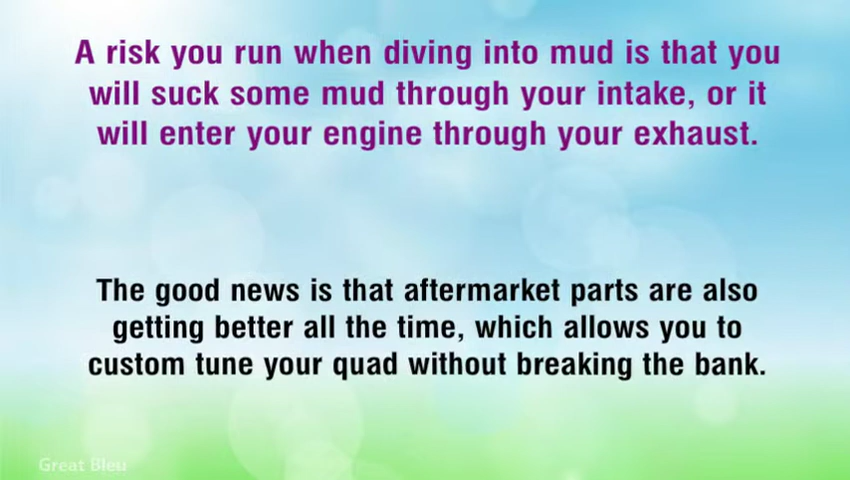 A risk you run when diving into mud is that you
will suck some mud through your intake, or it
will enter your engine through your exhaust.
The good news is that aftermarket parts are also
getting better all the time, which allows you to
custom tune your quad without breaking the bank.
Great Bleu